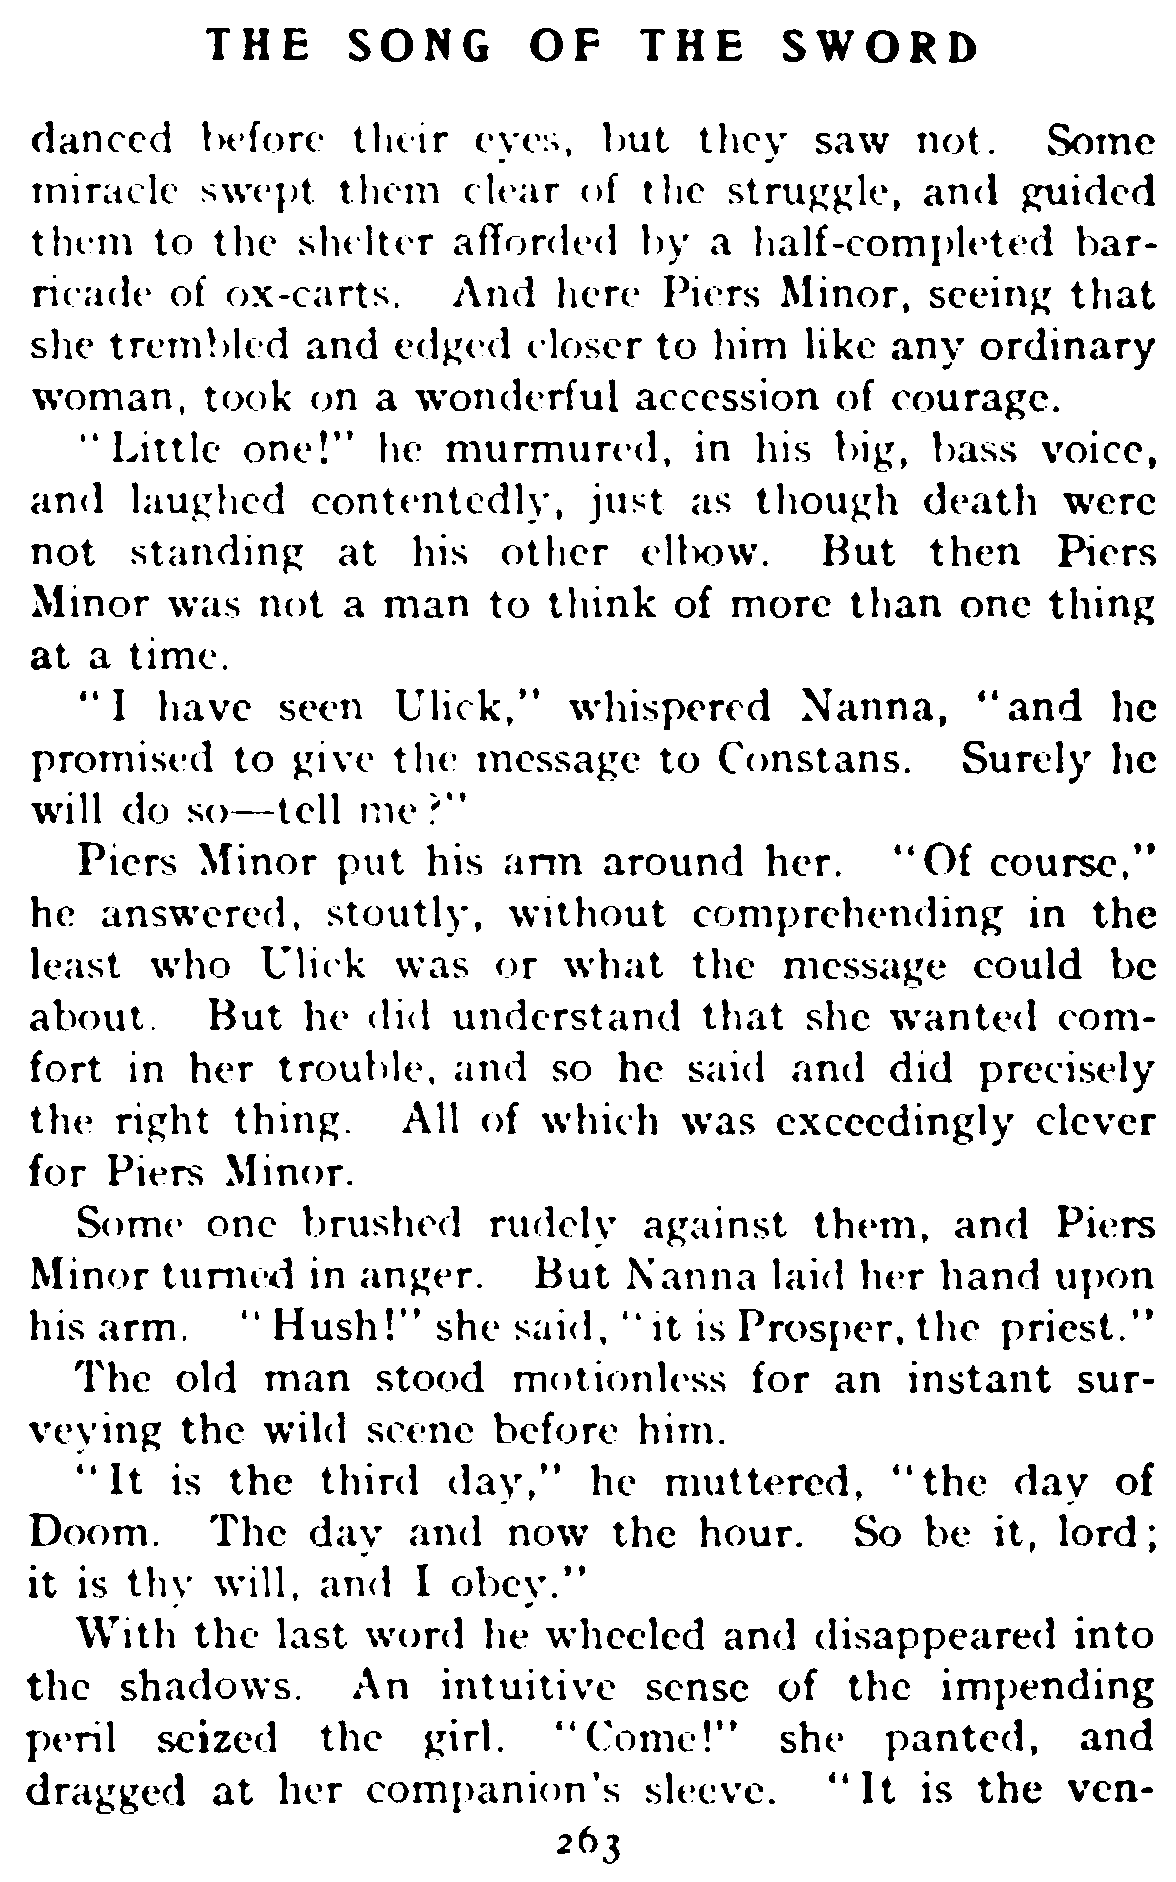 THE SONG OF THE SWORD
danced before their eyes, but they saw not. Some
miracle swept them clear of the struggle, and guided
them to the shelter afforded by a half-completed bar-
ricade of ox-carts. And here Piers Minor, seeing that
she trembled and edged closer to him like any ordinary
woman, took on a wonderful accession of courage.
"Little one!" he murmured, in his big, bass voice,
and laughed contentedly, just as though death were
not standing at his other elbow. But then Piers
Minor was not a man to think of more than one thing
at a time.
"I have seen Ulick," whispered Nanna, "and he
promised to give the message to Constans. Surely he
will do so—tell me?"
Piers Minor put his arm around her. "Of course,"
he answered, stoutly, without comprehending in the
least who Ulick was or what the message could be
about. But he did understand that she wanted com-
fort in her trouble, and so he said and did precisely
the right thing. All of which was exceedingly clever
for Piers Minor.
Some one brushed rudely against them, and Piers
Minor turned in anger. But Nanna laid her hand upon
his arm. "Hush!" she said, "it is Prosper, the priest."
The old man stood motionless for an instant sur-
veying the wild scene before him.
"It is the third day," he muttered, "the day of
Doom. The day and now the hour. So be it, lord;
it is thy will, and I obey."
With the last word he wheeled and disappeared into
the shadows. An intuitive sense of the impending
peril seized the girl. "Come!" she panted, and
dragged at her companion's sleeve. "It is the ven-
263